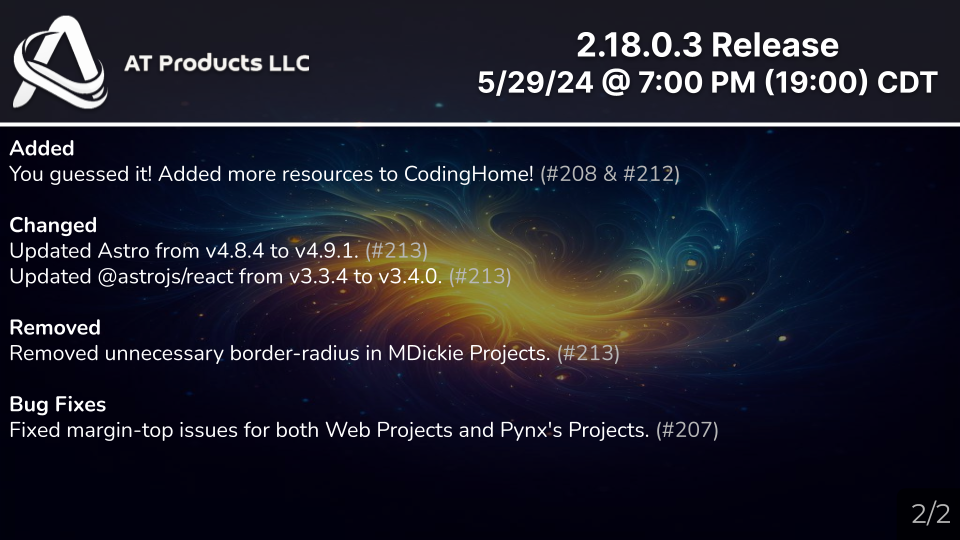 AT Products LLC
2.18.0.3 Release
5/29/24 @ 7:00 PM (19:00) CDT
Added
You guessed it! Added more resources to CodingHome! (#208 & #212)
Changed
Updated Astro from v4.8.4 to v4.9.1. (#213)
Updated @astrojs/react from v3.3.4 to v3.4.0. (#213)
Removed
Removed unnecessary border-radius in MDickie Projects. (#213)
Bug Fixes
Fixed margin-top issues for both Web Projects and Pynx's Projects. (#207)
2/2